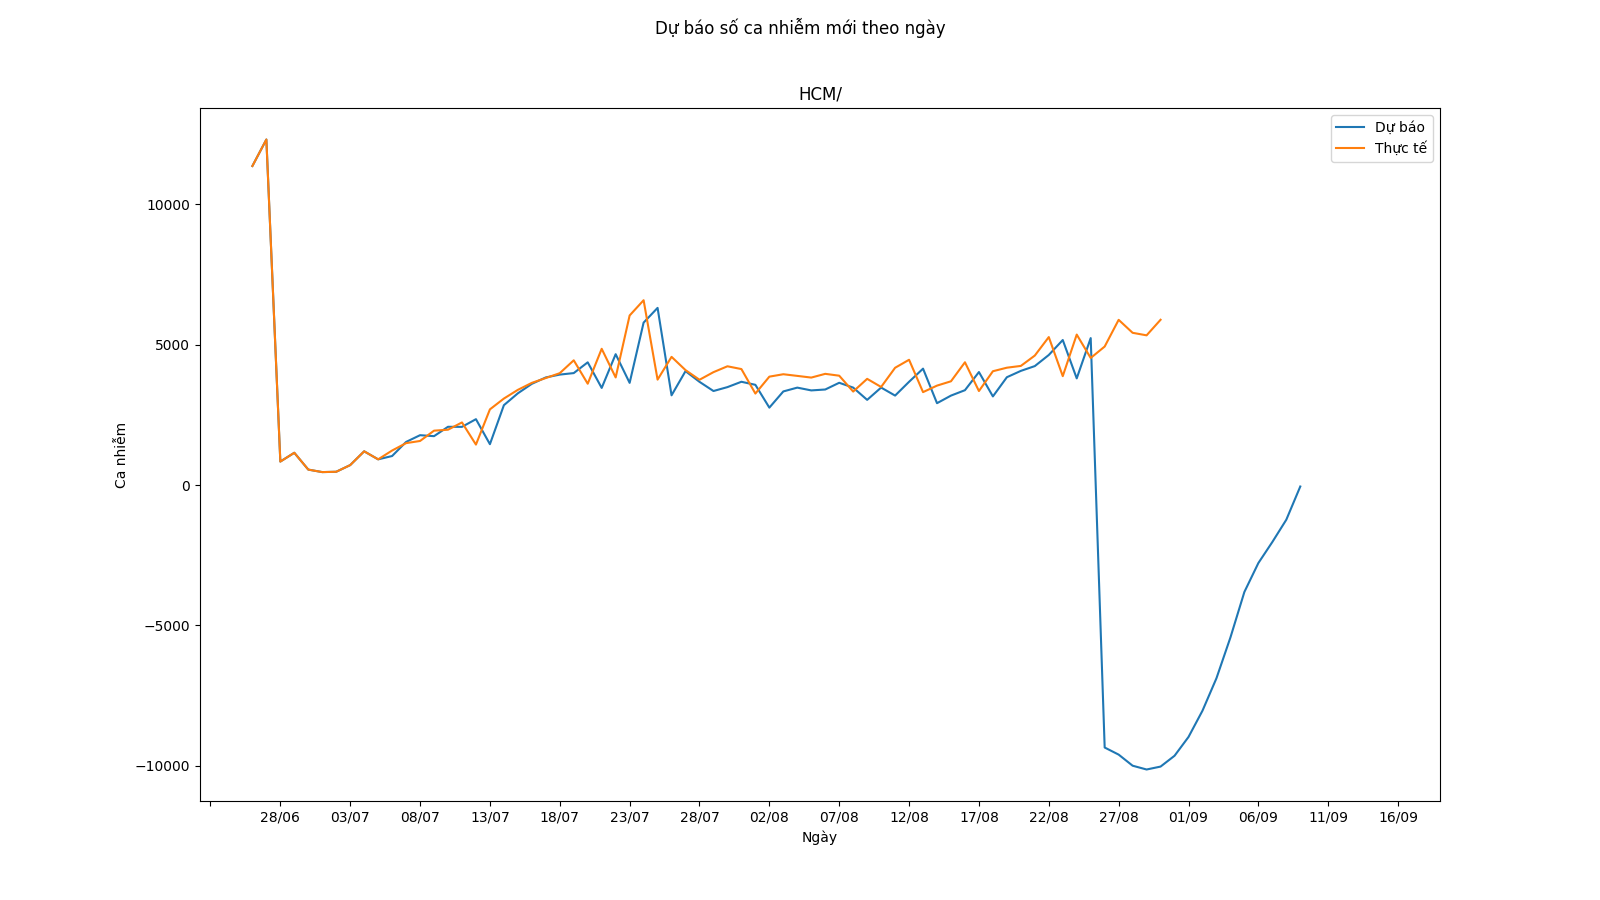 Dự báo số ca nhiễm mới theo ngày
HCM/
Dự báo
Thực tế
10000
5000
0
−5000
−10000
Ca nhiễm
28/06 03/07 08/07 13/07 18/07 23/07 28/07 02/08 07/08 12/08 17/08 22/08 27/08 01/09 06/09 11/09 16/09
Ngày